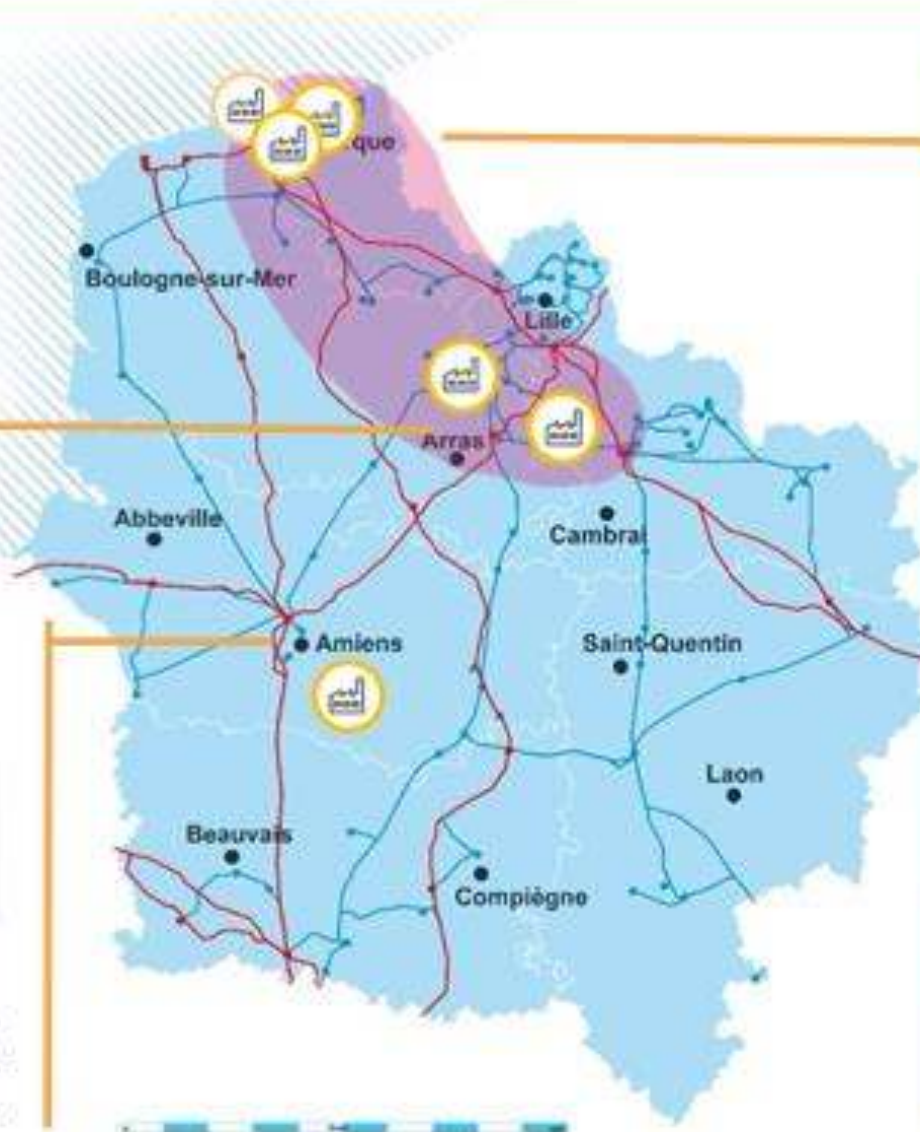 que
Boulogne-sur-Mer
Lille
Arras
Abbeville
Cambrai
Amiens
Saint-Quentin
Laon
Beauvais
Compiègne